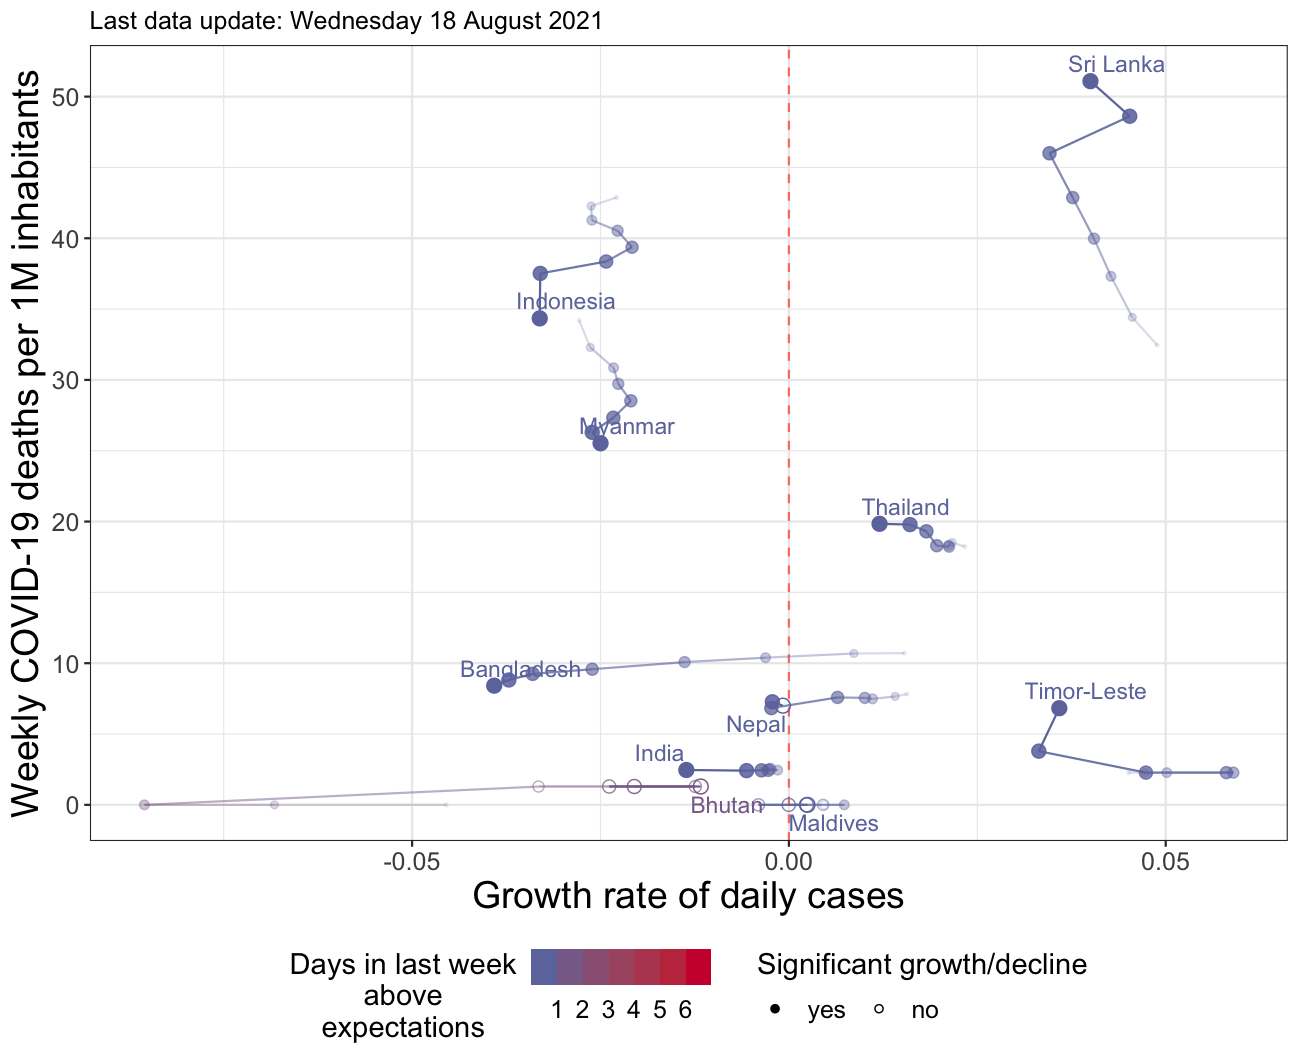 Last data update: Wednesday 18 August 2021
Weekly COVID-19 deaths per 1M inhabitants
50
40
30
20
10
0
Sri Lanka
Indonesia
Myanmar
Thailand
Bangladesh
Timor-Leste
Nepal
India
Bhutan
Maldives
-0.05
0.00
0.05
Growth rate of daily cases
Days in last week
above
expectations
1 2 3 4 5 6
Significant growth/decline
yes
no